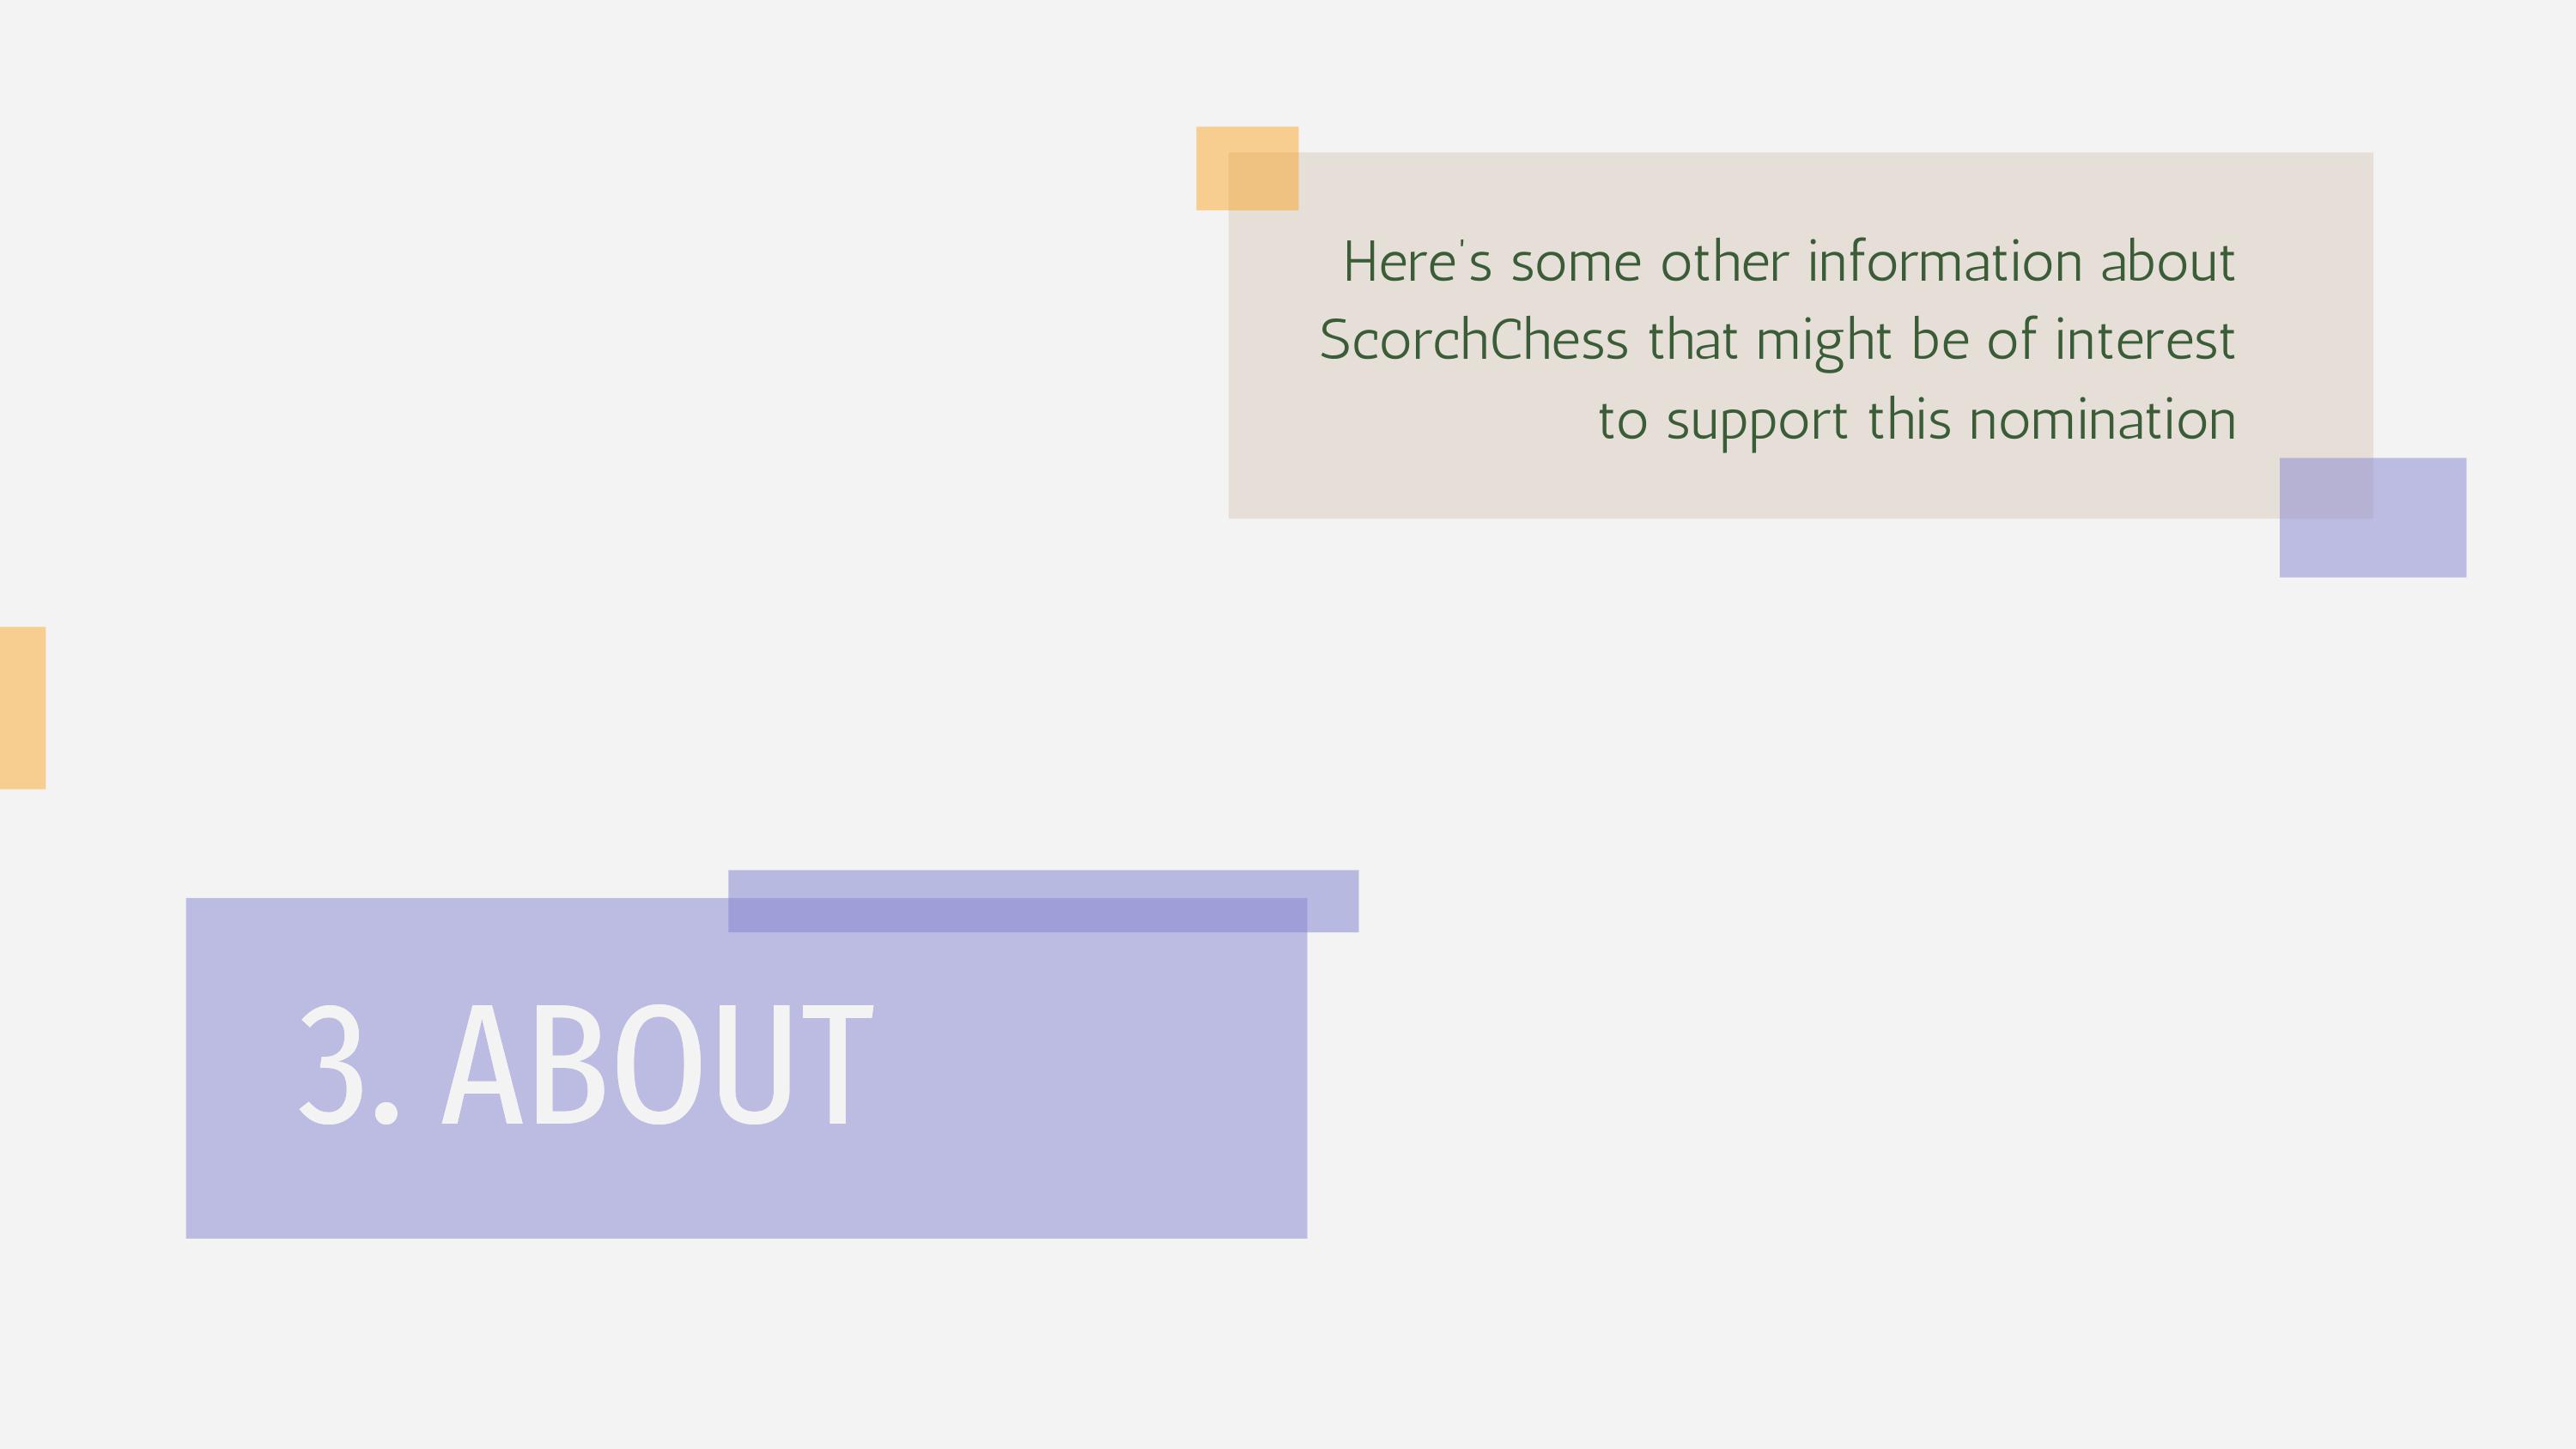 Here's some other information about
ScorchChess that might be of interest
to support this nomination
3. ABOUT